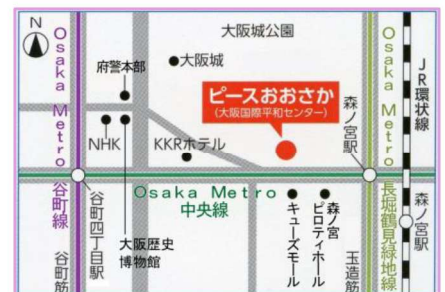 N
大阪城公園
Osaka Metro
谷町線
府警本部
大阪城
ピースおおさか
(大阪国際平和センター)
Osaka Metro
長堀鶴見緑地線
JR環状線
森ノ宮駅
NHK
KKRホテル
Osaka Metro
中央線
谷町四丁目駅
大阪歴史
博物館
キューズモール
森ノ宮
ピロティホール
森ノ宮駅
谷町筋
玉造筋